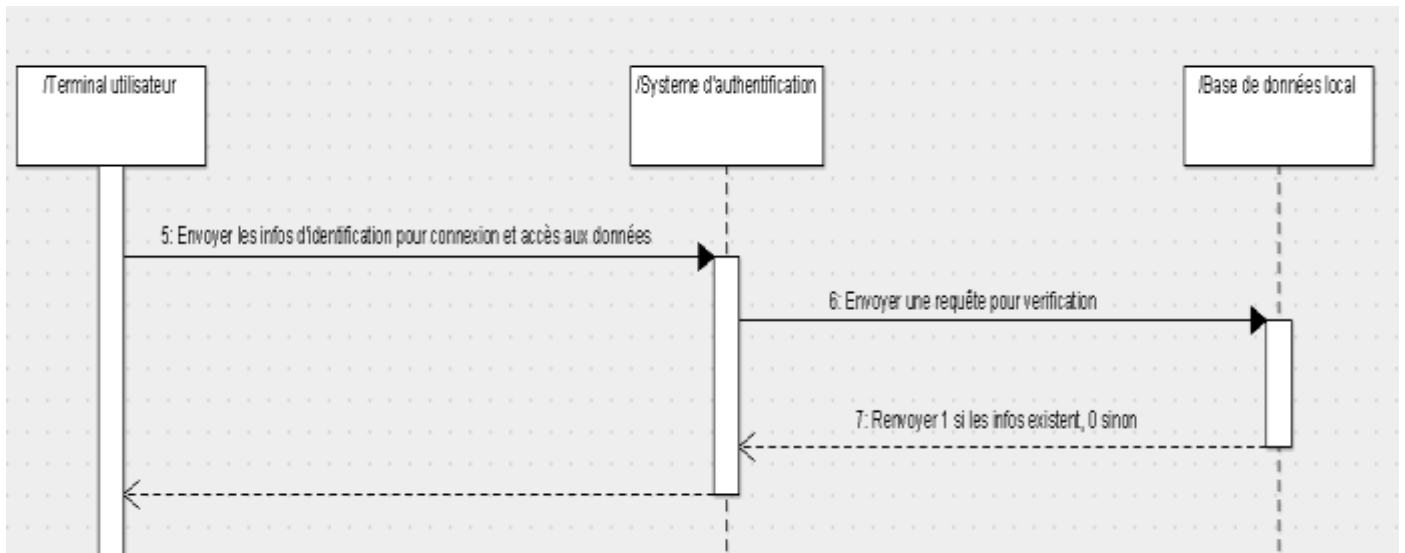 /Terminal utilisateur
/Systeme d'authentification
/Base de données local
5: Envoyer les infos d'identification pour connexion et accès aux données
6: Envoyer une requête pour verification
7: Renvoyer 1 si les infos existent, 0 sinon